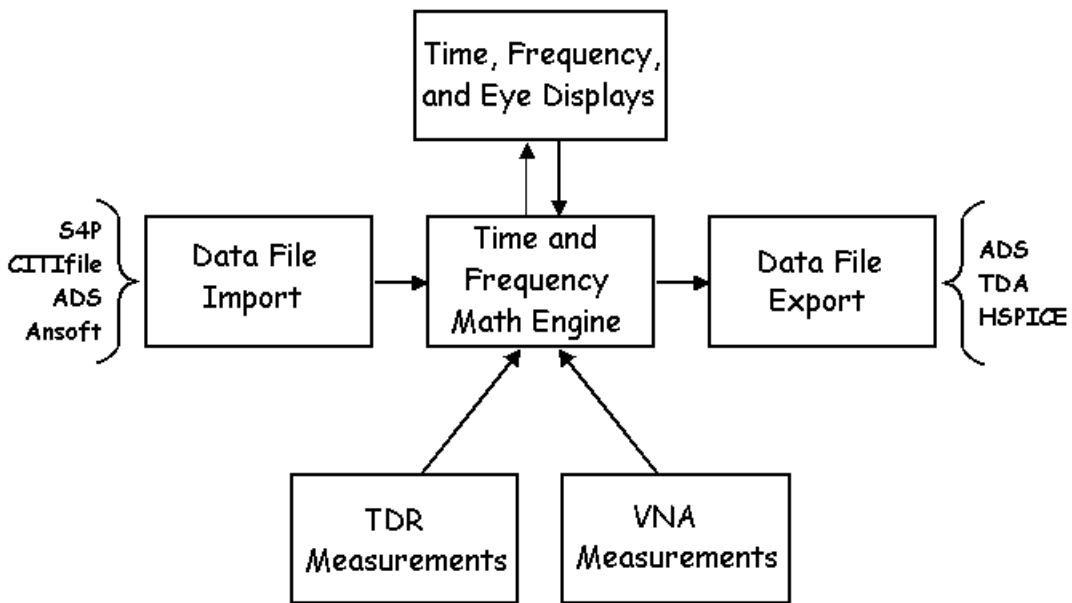 Time, Frequency,
and Eye Displays
S4P
CITIfile
ADS
Ansoft
Data File
Import
Time and
Frequency
Math Engine
Data File
Export
ADS
TDA
HSPICE
TDR
Measurements
VNA
Measurements